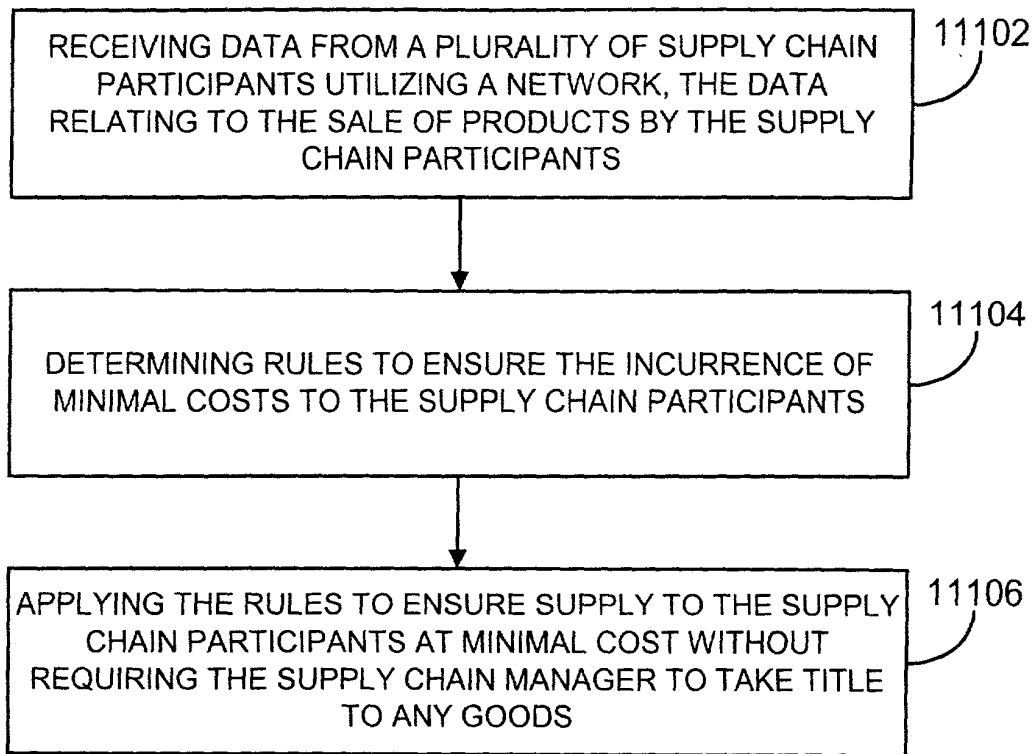 RECEIVING DATA FROM A PLURALITY OF SUPPLY CHAIN
PARTICIPANTS UTILIZING A NETWORK, THE DATA
RELATING TO THE SALE OF PRODUCTS BY THE SUPPLY
CHAIN PARTICIPANTS
11102
DETERMINING RULES TO ENSURE THE INCURRENCE OF
MINIMAL COSTS TO THE SUPPLY CHAIN PARTICIPANTS
11104
APPLYING THE RULES TO ENSURE SUPPLY TO THE SUPPLY
CHAIN PARTICIPANTS AT MINIMAL COST WITHOUT
REQUIRING THE SUPPLY CHAIN MANAGER TO TAKE TITLE
TO ANY GOODS
11106